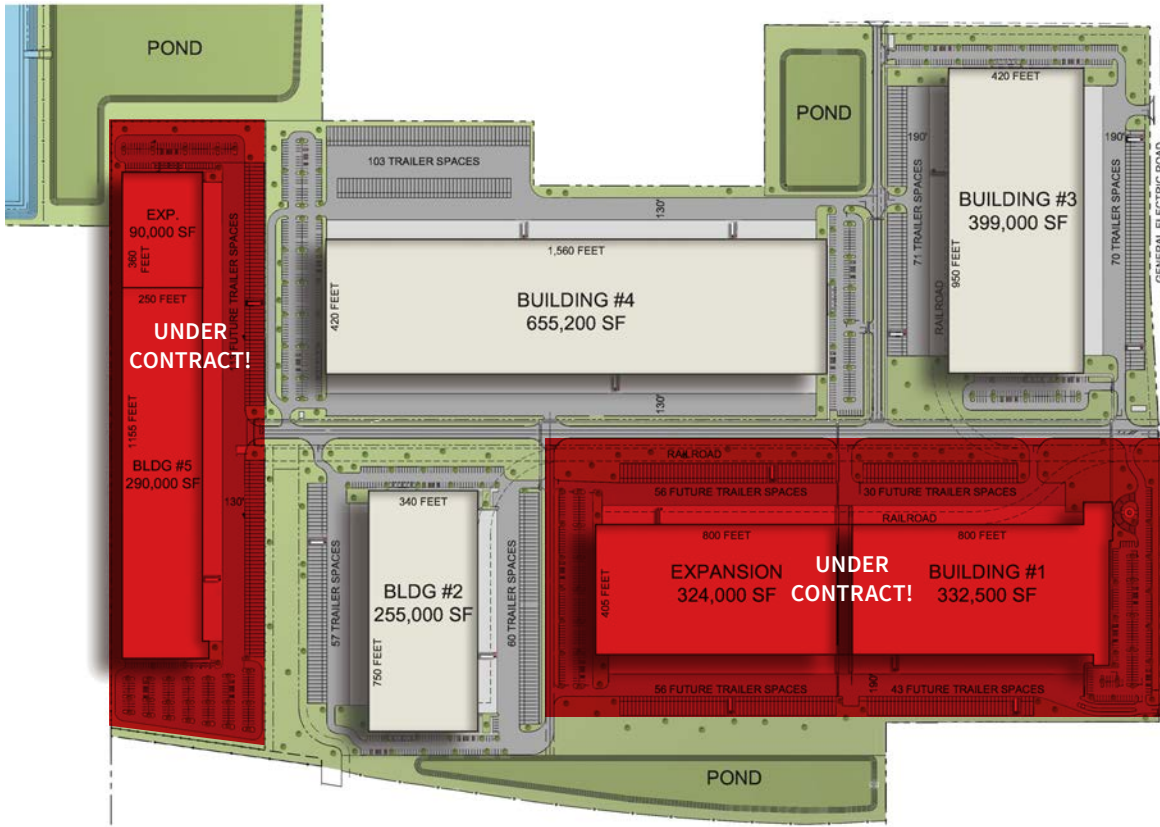 POND
POND
420 FEET
190'
190'
BUILDING #3
399,000 SF
950 FEET
71 TRAILER SPACES
70 TRAILER SPACES
RAILROAD
GENERAL ELECTRIC ROAD
103 TRAILER SPACES
130'
1,560 FEET
420 FEET
BUILDING #4
655,200 SF
130'
EXP.
90,000 SF
360
FEET
FUTURE TRAILER SPACES
250 FEET
UNDER
CONTRACT!
1155 FEET
BLDG #5
290,000 SF
130'
340 FEET
57 TRAILER SPACES
BLDG #2
255,000 SF
60 TRAILER SPACES
750 FEET
RAILROAD
56 FUTURE TRAILER SPACES
30 FUTURE TRAILER SPACES
RAILROAD
800 FEET
800 FEET
405 FEET
EXPANSION
324,000 SF
UNDER
CONTRACT!
BUILDING #1
332,500 SF
56 FUTURE TRAILER SPACES
190'
43 FUTURE TRAILER SPACES
POND